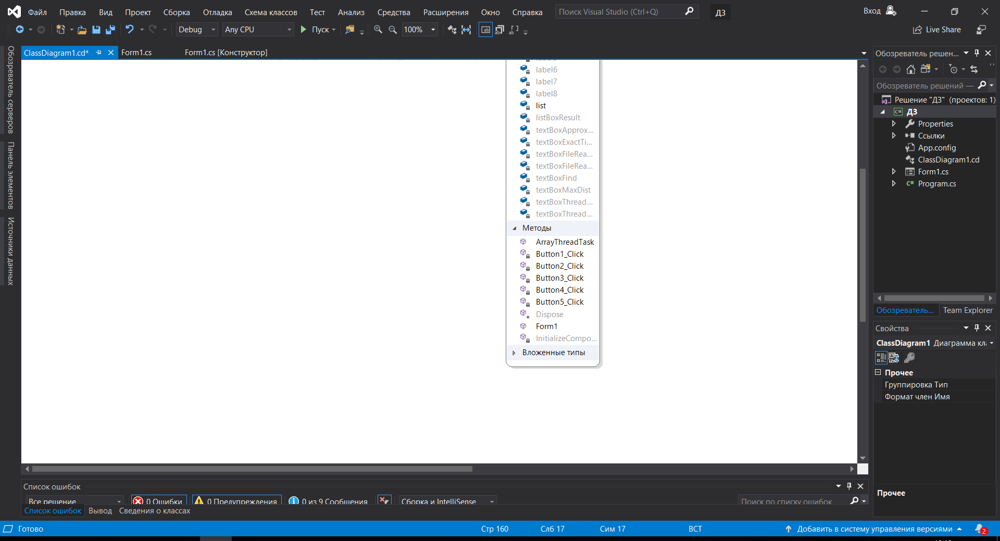 Файл Правка Вид Проект Сборка Отладка Схема классов Тест Анализ Средства Расширения Окно Справка Поиск Visual Studio (Ctrl+Q) ДЗ Вход
Debug Any CPU Пуск 100% Live Share
Обозреватель серверов
Панель элементов
Источники данных
ClassDiagram1.cd* Form1.cs Form1.cs [Конструктор]
label6
label7
label8
list
listBoxResult
textBoxApprox...
textBoxExactTi...
textBoxFileRea...
textBoxFileRea...
textBoxFind
textBoxMaxDist
textBoxThread...
textBoxThread...
Методы
ArrayThreadTask
Button1_Click
Button2_Click
Button3_Click
Button4_Click
Button5_Click
Dispose
Form1
InitializeCompo...
Вложенные типы
Обозреватель решен...
Обозреватель решений —
Решение "ДЗ" (проектов: 1)
ДЗ
Properties
Ссылки
App.config
ClassDiagram1.cd
Form1.cs
Program.cs
Обозреватель... Team Explorer
Свойства
ClassDiagram1 Диаграмма кла
Прочее
Группировка Тип
Формат член Имя
Прочее
Список ошибок
Все решение 0 Ошибки 0 Предупреждения 0 из 9 Сообщения Сборка и IntelliSense Поиск по списку ошибок
Список ошибок Вывод Сведения о классах
Готово Стр 160 Слб 17 Сим 17 ВСТ Добавить в систему управления версиями 2